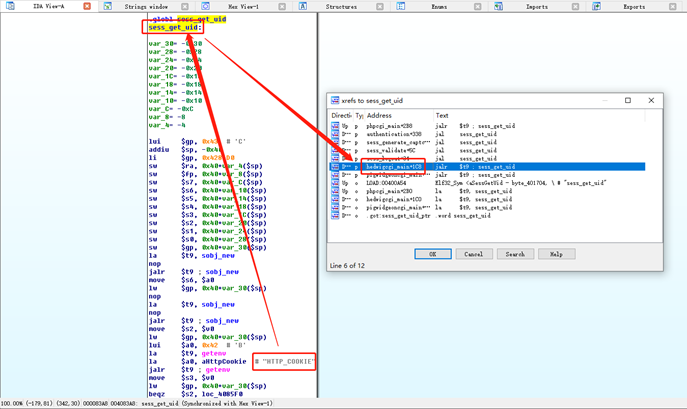 IDA View-A
Strings window
Hex View-1
Structures
Enums
Imports
Exports
.globl sess_get_uid
sess_get_uid:
var_30= -0x30
var_28= -0x28
var_24= -0x24
var_20= -0x20
var_1C= -0x1C
var_18= -0x18
var_14= -0x14
var_10= -0x10
var_C= -0xC
var_8= -8
var_4= -4
lui $gp, 0x43 # 'C'
addiu $sp, -0x40
li $gp,
sw $ra, 0x40+var_4($sp)
sw $fp, 0x40+var_8($sp)
sw $s7, 0x40+var_C($sp)
sw $s6, 0x40+var_10($sp)
sw $s5, 0x40+var_14($sp)
sw $s4, 0x40+var_18($sp)
sw $s3, 0x40+var_1C($sp)
sw $s2, 0x40+var_20($sp)
sw $s1, 0x40+var_24($sp)
sw $s0, 0x40+var_28($sp)
sw $gp, 0x40+var_30($sp)
la $t9, sobj_new
nop
jalr $t9 ; sobj_new
move $s6, $a0
lw $gp, 0x40+var_30($sp)
nop
la $t9, sobj_new
nop
jalr $t9 ; sobj_new
move $s2, $v0
lw $gp, 0x40+var_30($sp)
lui $a0, 0x42 # 'B'
la $t9, getenv
la $a0, aHttpCookie # "HTTP_COOKIE"
jalr $t9 ; getenv
move $s3, $v0
lw $gp, 0x40+var_30($sp)
beqz $s2, loc_4085F0
100.00% (-179,81) (342,30) 000083A8 004083A8: sess_get_uid (Synchronized with Hex View-1)
xrefs to sess_get_uid
Directi Ty Address Text
Up p phpcgi_main+2B0 jalr $t9 ; sess_get_uid
D… p authentication+338 jal sess_get_uid
D… p sess_generate_captc… jal sess_get_uid
D… p sess_validate+5C jal sess_get_uid
D… p jal sess_get_uid
D… p hedwigcgi_main+1C8 jalr $t9 ; sess_get_uid
D… p pigwidgeoncgi_main+… jalr $t9 ; sess_get_uid
Up o LOAD:00400A54 Elf32_Sym <aSessGetUid - byte_401704, \ # "sess_get_uid"
Up o phpcgi_main+2B0 la $t9, sess_get_uid
D… o hedwigcgi_main+1C0 la $t9, sess_get_uid
D… o pigwidgeoncgi_main+… la $t9, sess_get_uid
D… o .got:sess_get_uid_ptr .word sess_get_uid
OK
Cancel
Search
Help
Line 6 of 12